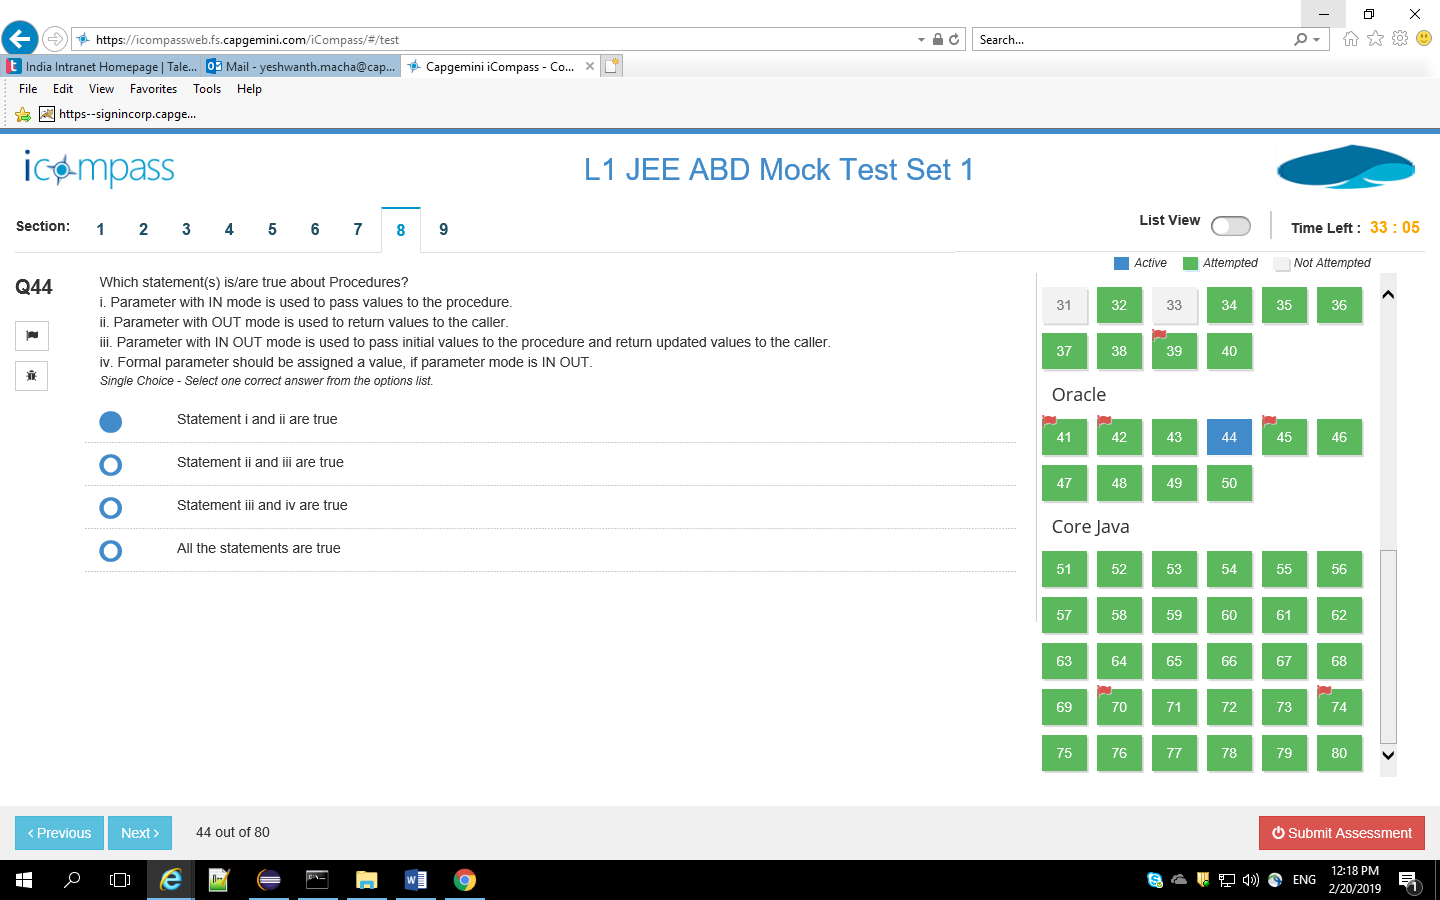 https://icompassweb.fs.capgemini.com/iCompass/#/test
Search...
India Intranet Homepage | Tale...
Mail - yeshwanth.macha@cap...
Capgemini iCompass - Co...
File Edit View Favorites Tools Help
https--signincorp.capge...
icompass
L1 JEE ABD Mock Test Set 1
Section: 1 2 3 4 5 6 7 8 9
List View
Time Left : 33 : 05
Active Attempted Not Attempted
Q44
Which statement(s) is/are true about Procedures?
i. Parameter with IN mode is used to pass values to the procedure.
ii. Parameter with OUT mode is used to return values to the caller.
iii. Parameter with IN OUT mode is used to pass initial values to the procedure and return updated values to the caller.
iv. Formal parameter should be assigned a value, if parameter mode is IN OUT.
Single Choice - Select one correct answer from the options list.
Statement i and ii are true
Statement ii and iii are true
Statement iii and iv are true
All the statements are true
31 32 33 34 35 36
37 38 39 40
Oracle
41 42 43 44 45 46
47 48 49 50
Core Java
51 52 53 54 55 56
57 58 59 60 61 62
63 64 65 66 67 68
69 70 71 72 73 74
75 76 77 78 79 80
Previous
Next
44 out of 80
Submit Assessment
ENG
12:18 PM
2/20/2019
1